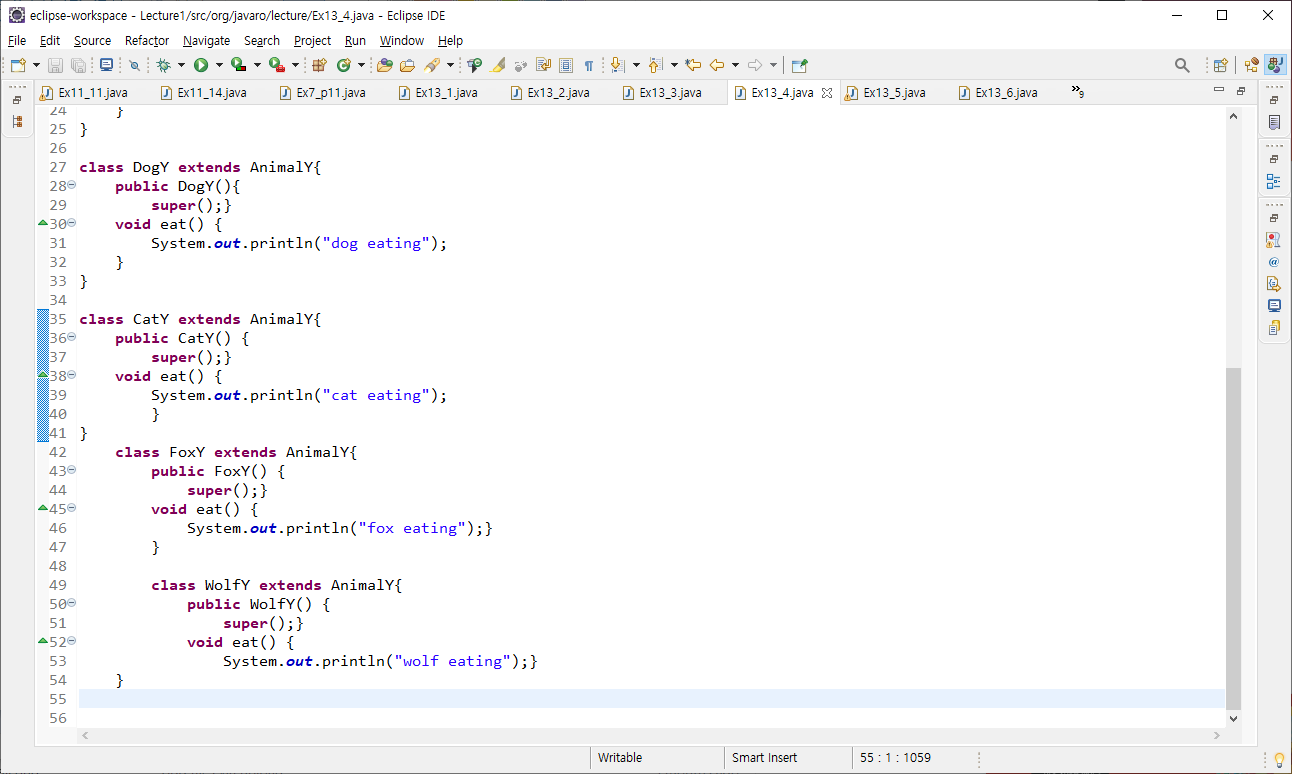 eclipse-workspace - Lecture1/src/org/javaro/lecture/Ex13_4.java - Eclipse IDE
File Edit Source Refactor Navigate Search Project Run Window Help
Ex11_11.java Ex11_14.java Ex7_p11.java Ex13_1.java Ex13_2.java Ex13_3.java Ex13_4.java Ex13_5.java Ex13_6.java »9
24 }
25 }
26
27 class DogY extends AnimalY{
28 public DogY(){
29 super();}
30 void eat() {
31 System.out.println("dog eating");
32 }
33 }
34
35 class CatY extends AnimalY{
36 public CatY() {
37 super();}
38 void eat() {
39 System.out.println("cat eating");
40 }
41 }
42 class FoxY extends AnimalY{
43 public FoxY() {
44 super();}
45 void eat() {
46 System.out.println("fox eating");}
47 }
48
49 class WolfY extends AnimalY{
50 public WolfY() {
51 super();}
52 void eat() {
53 System.out.println("wolf eating");}
54 }
55
56
Writable Smart Insert 55 : 1 : 1059